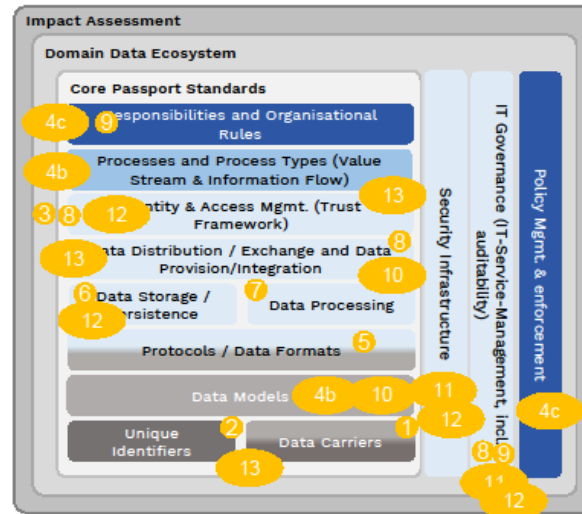 Impact Assessment
Domain Data Ecosystem
Core Passport Standards
4c 9 Responsibilities and Organisational
Rules
4b Processes and Process Types (Value
Stream & Information Flow)
13
3 8 12 Access Mgmt. (Trust
Framework)
13 Distribution / Exchange and Data
8
Provision/Integration
10
6 Data Storage /
12
7 Data Processing
Protocols / Data Formats
5
Data Models
4b 10 11
12
Unique
Identifiers
2
Data Carriers
1
13
Security Infrastructure
IT Governance (IT-Service-Management, incl.
auditability)
8 9
11
12
Policy Mgmt. & enforcement
4c